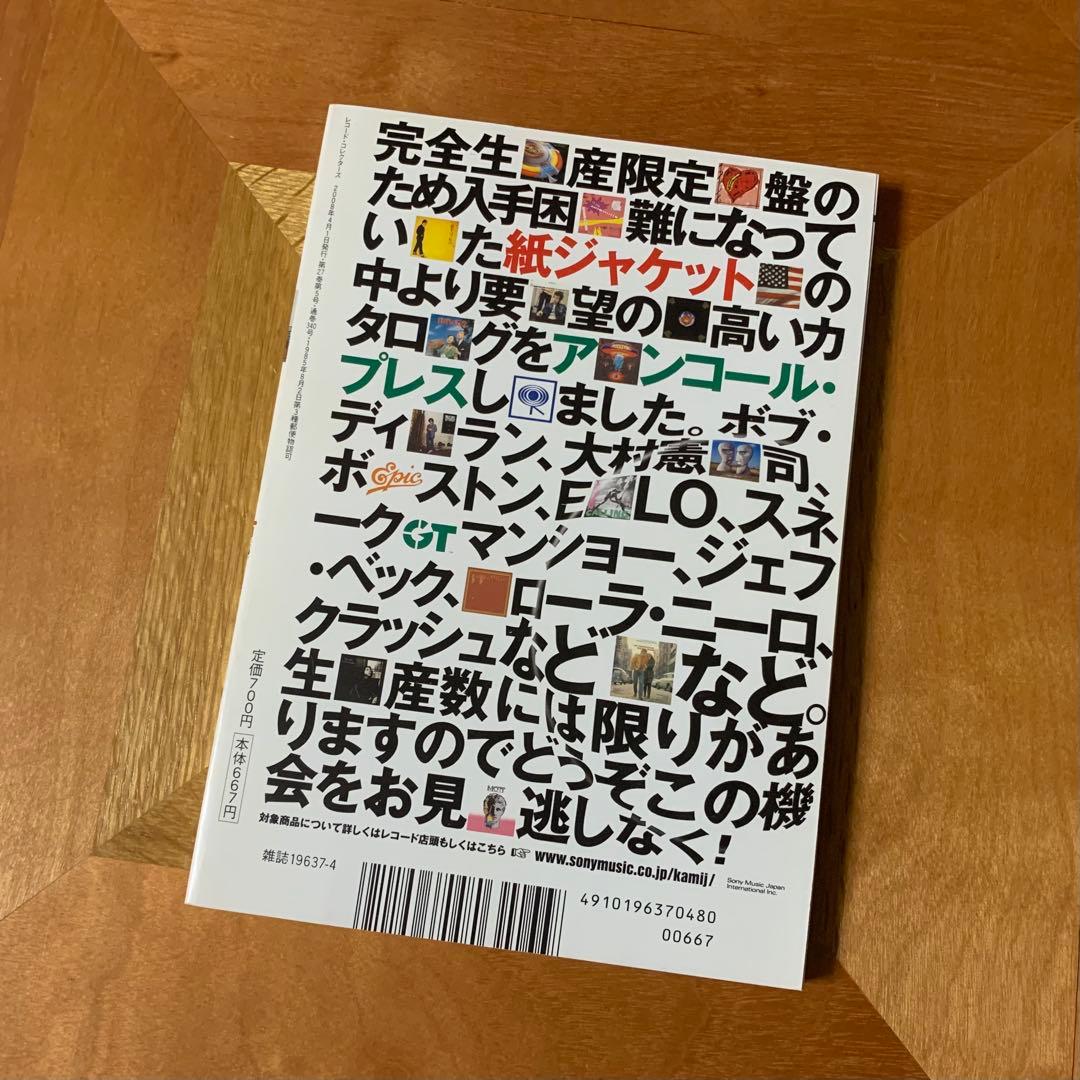 レコード・コレクターズ 2008年4月1日発行・第27巻第5号・通巻340号・1985年8月2日第3種郵便物認可
完全生産限定盤の
ため入手困難になって
いた紙ジャケットの
中より要望の高いカ
タログをアンコール・
プレスしました。ボブ・
ディラン、大村憲司、
ボEpicストン、ELO、スネ
ークGTマンショー、ジェフ
・ベック、ローラ・ニーロ、
クラッシュなど などなど。
生産数には限りがあ
りますのでどうぞこの機
会をお見逃しなく!
対象商品について詳しくはレコード店頭もしくはこちら ☞ www.sonymusic.co.jp/kamij/
Sony Music Japan
International Inc.
定価700円 本体667円
雑誌19637-4
4910196370480
00667